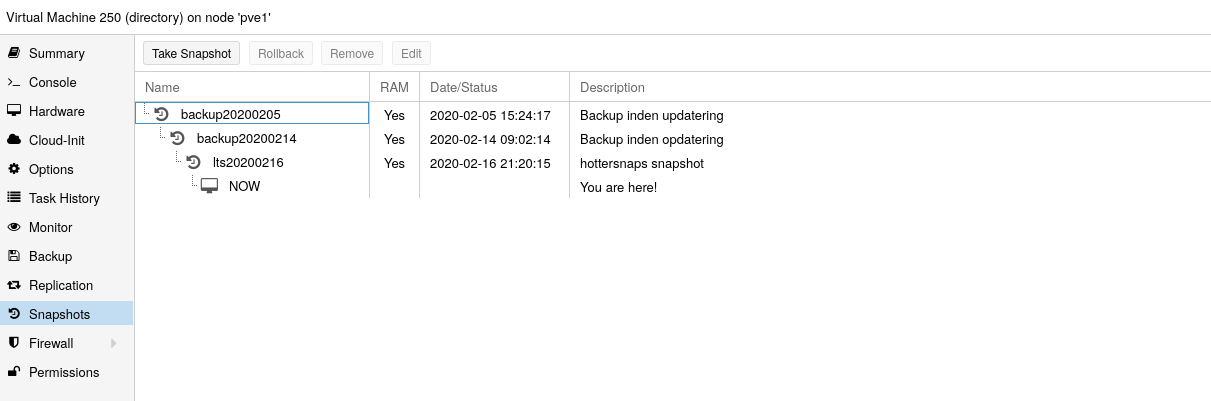 Virtual Machine 250 (directory) on node 'pve1'
Summary
Console
Hardware
Cloud-Init
Options
Task History
Monitor
Backup
Replication
Snapshots
Firewall
Permissions
Take Snapshot Rollback Remove Edit
Name RAM Date/Status Description
backup20200205 Yes 2020-02-05 15:24:17 Backup inden updatering
backup20200214 Yes 2020-02-14 09:02:14 Backup inden opdatering
lts20200216 Yes 2020-02-16 21:20:15 hottersnaps snapshot
NOW You are here!